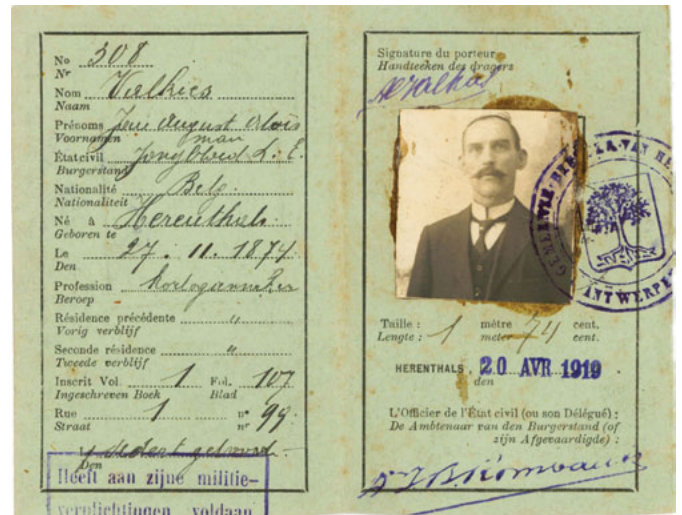 No 308
Nr
Nom
Naam
Prénoms August Alois
Voornamen man
État civil Jong
Burgerstand
Nationalité Belg.
Nationaliteit
Né à Herenthals
Geboren te
Le 27. 11. 1874
Den
Profession
Beroep
Résidence précédente "
Vorig verblijf
Seconde résidence "
Tweede verblijf
Inscrit Vol. 1 Fol. 107
Ingeschreven Boek Blad
Rue 1 no 99
Straat nr
Den
Heeft aan zijne militie-
verplichtingen voldaan
Signature du porteur
Handteeken des dragers
GEMEENTE
ANTWERPEN
Taille : 1 mètre 74 cent.
Lengte : meter cent.
HERENTHALS, 20 AVR 1919
den
L'Officier de l'État civil (ou son Délégué) :
De Ambtenaar van den Burgerstand (of
zijn Afgevaardigde) :